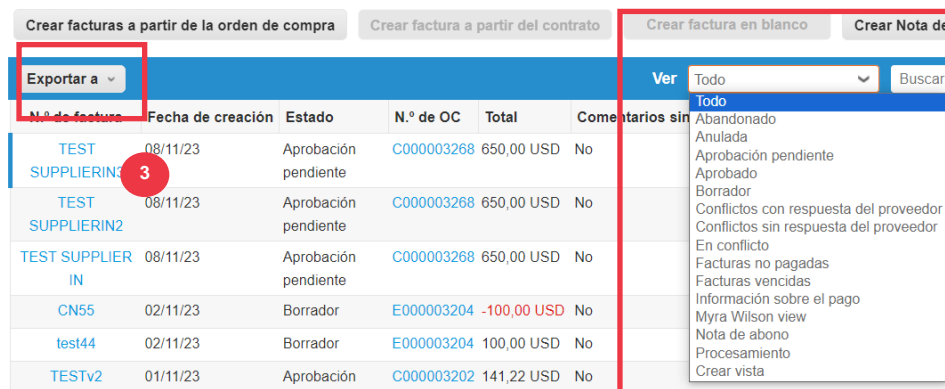 Crear facturas a partir de la orden de compra Crear factura a partir del contrato Crear factura en blanco Crear Nota de
Exportar a Ver Todo Buscar
N.º de factura Fecha de creación Estado N.º de OC Total Comentarios sin
TEST SUPPLIERIN3 08/11/23 Aprobación pendiente C000003268 650,00 USD No
3
TEST SUPPLIERIN2 08/11/23 Aprobación pendiente C000003268 650,00 USD No
TEST SUPPLIER IN 08/11/23 Aprobación pendiente C000003268 650,00 USD No
CN55 02/11/23 Borrador E000003204 -100,00 USD No
test44 02/11/23 Borrador E000003204 100,00 USD No
TESTv2 01/11/23 Aprobación C000003202 141,22 USD No
Todo
Abandonado
Anulada
Aprobación pendiente
Aprobado
Borrador
Conflictos con respuesta del proveedor
Conflictos sin respuesta del proveedor
En conflicto
Facturas no pagadas
Facturas vencidas
Información sobre el pago
Myra Wilson view
Nota de abono
Procesamiento
Crear vista